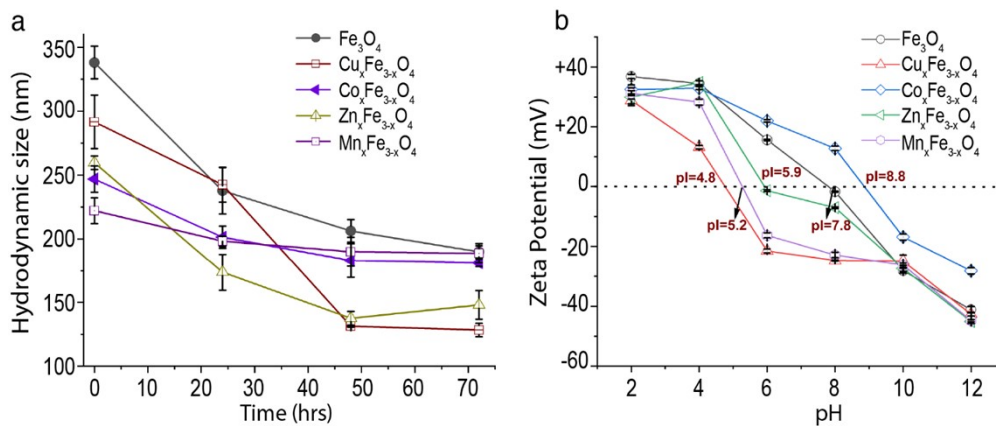 a
350
300
250
200
150
100
Hydrodynamic size (nm)
0 10 20 30 40 50 60 70
Time (hrs)
Fe₃O₄
CuₓFe₃₋ₓO₄
CoₓFe₃₋ₓO₄
ZnₓFe₃₋ₓO₄
MnₓFe₃₋ₓO₄
b
+40
+20
0
-20
-40
-60
Zeta Potential (mV)
2 4 6 8 10 12
pH
Fe₃O₄
CuₓFe₃₋ₓO₄
CoₓFe₃₋ₓO₄
ZnₓFe₃₋ₓO₄
MnₓFe₃₋ₓO₄
pI=4.8
pI=5.9
pI=8.8
pI=5.2
pI=7.8